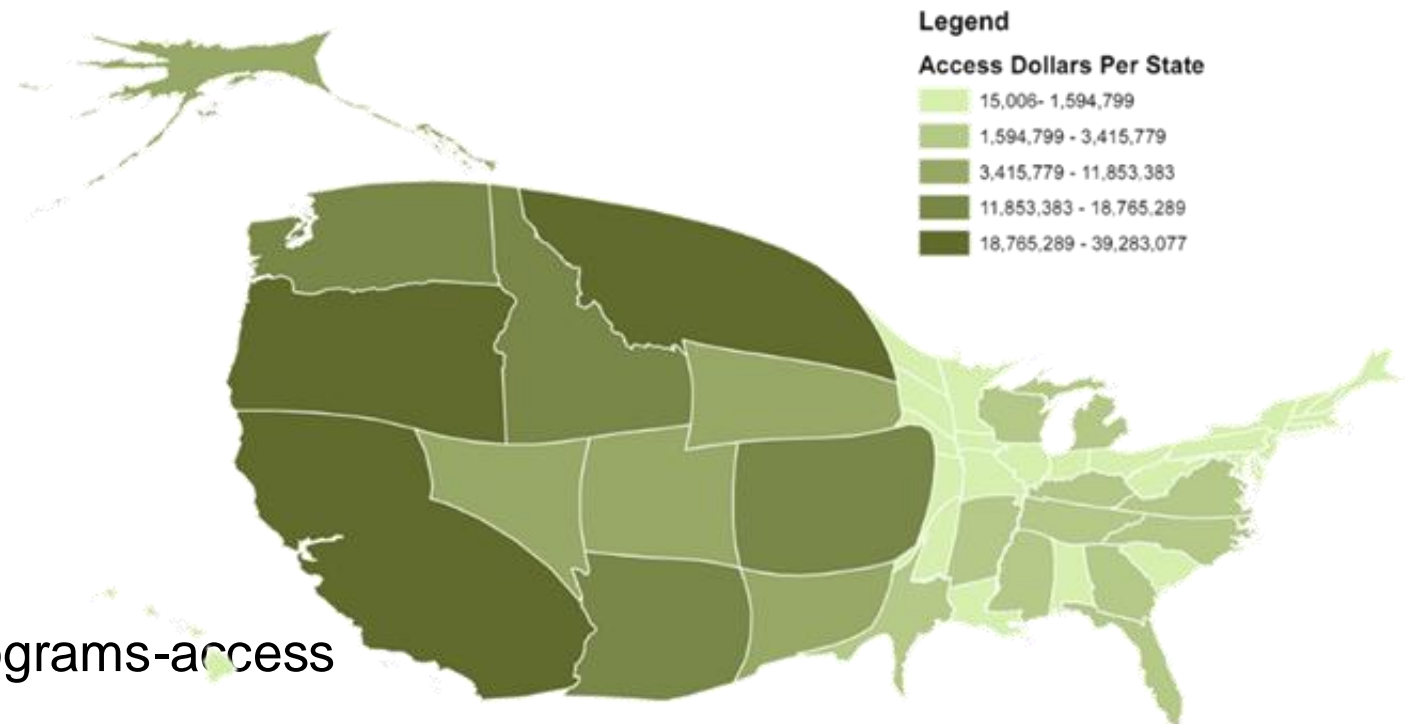 Legend
Access Dollars Per State
15,006- 1,594,799
1,594,799 - 3,415,779
3,415,779 - 11,853,383
11,853,383 - 18,765,289
18,765,289 - 39,283,077
grams-access